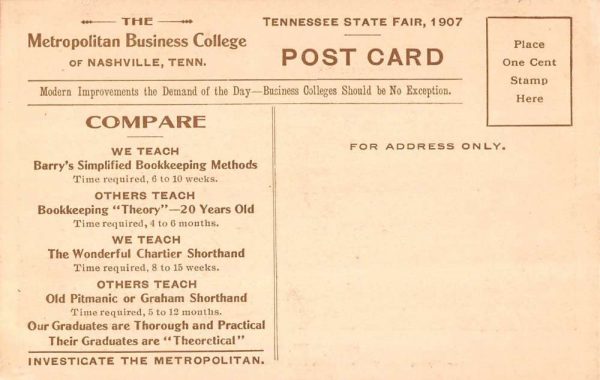 THE
Metropolitan Business College
OF NASHVILLE, TENN.
TENNESSEE STATE FAIR, 1907
POST CARD
Place
One Cent
Stamp
Here
Modern Improvements the Demand of the Day—Business Colleges Should be No Exception.
COMPARE
WE TEACH
Barry's Simplified Bookkeeping Methods
Time required, 6 to 10 weeks.
OTHERS TEACH
Bookkeeping "Theory"—20 Years Old
Time required, 4 to 6 months.
WE TEACH
The Wonderful Chartier Shorthand
Time required, 8 to 15 weeks.
OTHERS TEACH
Old Pitmanic or Graham Shorthand
Time required, 5 to 12 months.
Our Graduates are Thorough and Practical
Their Graduates are "Theoretical"
INVESTIGATE THE METROPOLITAN.
FOR ADDRESS ONLY.